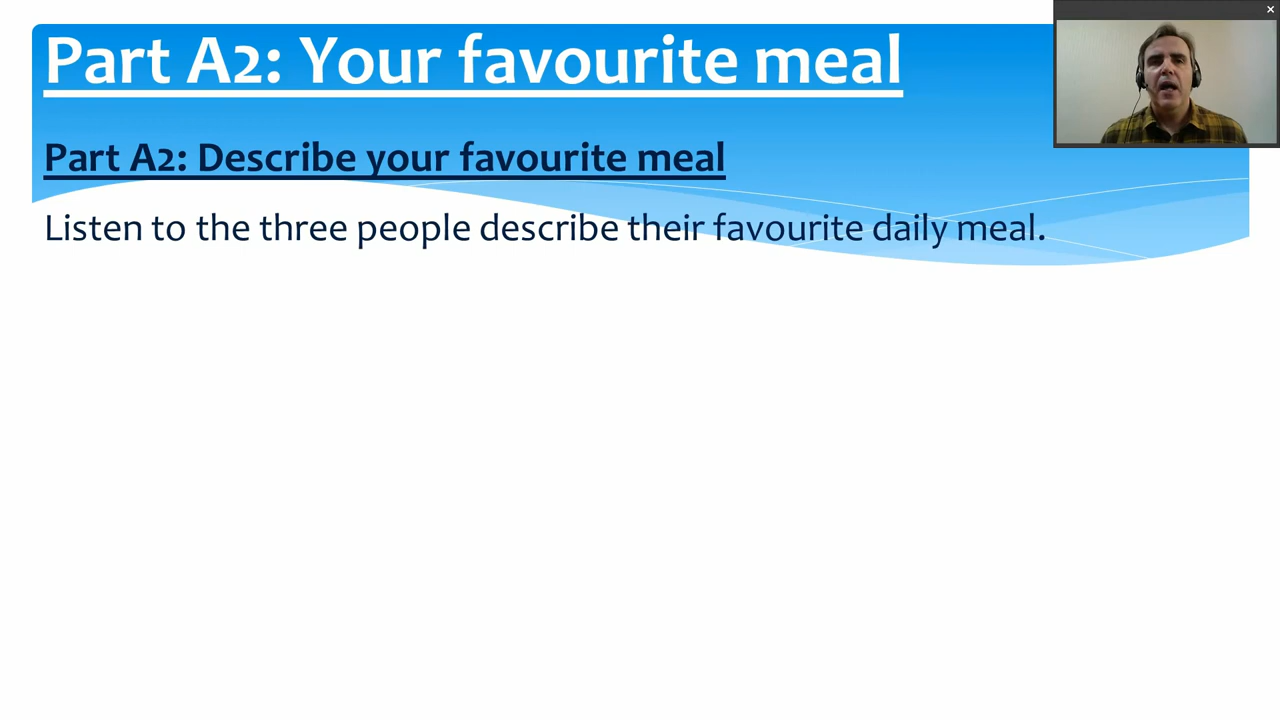 Part A2: Your favourite meal
Part A2: Describe your favourite meal
Listen to the three people describe their favourite daily meal.